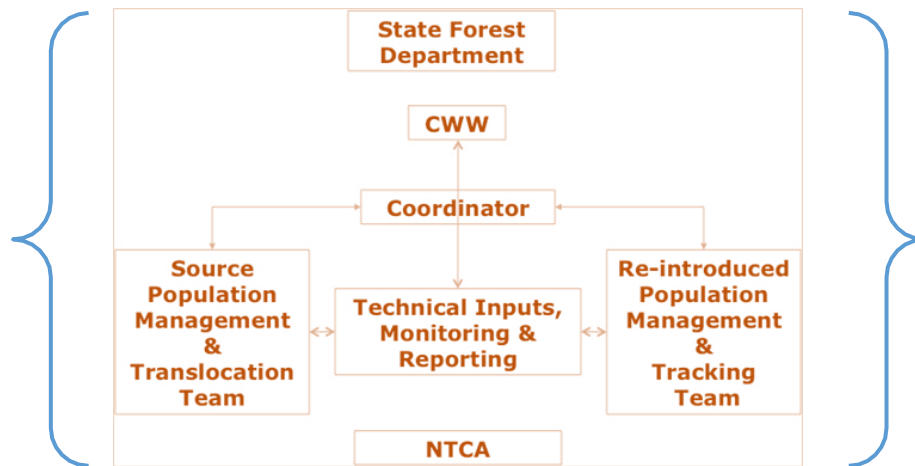 State Forest
Department
CWW
Coordinator
Source
Population
Management
&
Translocation
Team
Technical Inputs,
Monitoring &
Reporting
Re-introduced
Population
Management
&
Tracking
Team
NTCA